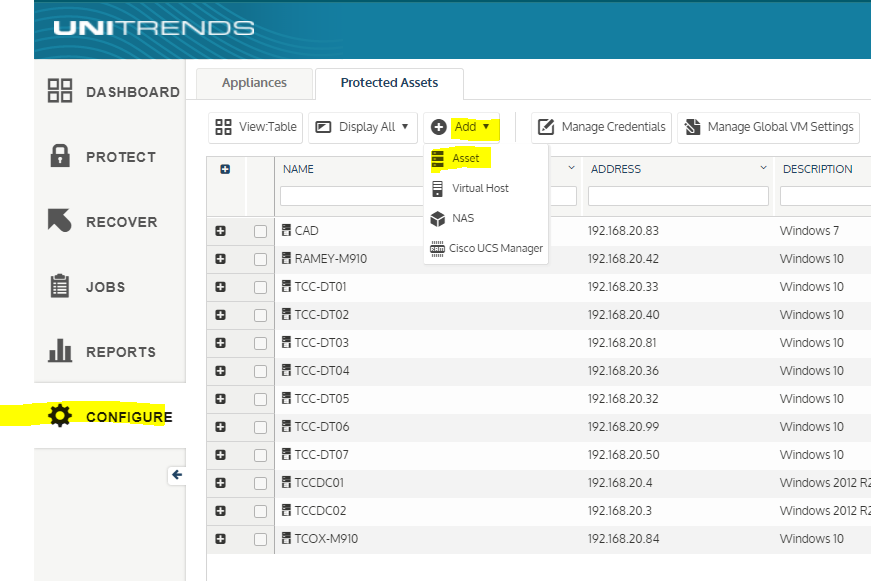 UNITRENDS
DASHBOARD
PROTECT
RECOVER
JOBS
REPORTS
CONFIGURE
Appliances
Protected Assets
View:Table
Display All
Add
Manage Credentials
Manage Global VM Settings
Asset
Virtual Host
NAS
Cisco UCS Manager
NAME ADDRESS DESCRIPTION
CAD 192.168.20.83 Windows 7
RAMEY-M910 192.168.20.42 Windows 10
TCC-DT01 192.168.20.33 Windows 10
TCC-DT02 192.168.20.40 Windows 10
TCC-DT03 192.168.20.81 Windows 10
TCC-DT04 192.168.20.36 Windows 10
TCC-DT05 192.168.20.32 Windows 10
TCC-DT06 192.168.20.99 Windows 10
TCC-DT07 192.168.20.50 Windows 10
TCCDC01 192.168.20.4 Windows 2012 R2
TCCDC02 192.168.20.3 Windows 2012 R2
TCOX-M910 192.168.20.84 Windows 10